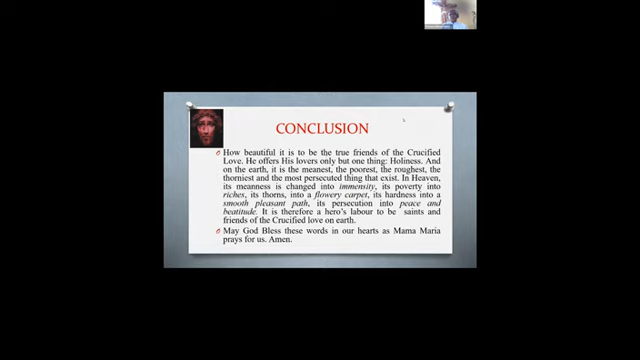 CONCLUSION
How beautiful it is to be the true friends of the Crucified
Love. He offers His lovers only but one thing: Holiness. And
on the earth, it is the meanest, the poorest, the roughest, the
thorniest and the most persecuted thing that exist. In Heaven,
its meanness is changed into immensity, its poverty into
riches, its thorns, into a flowery carpet, its hardness into a
smooth pleasant path, its persecution into peace and
beatitude. It is therefore a hero's labour to be saints and
friends of the Crucified love on earth.
May God Bless these words in our hearts as Mama Maria
prays for us. Amen.